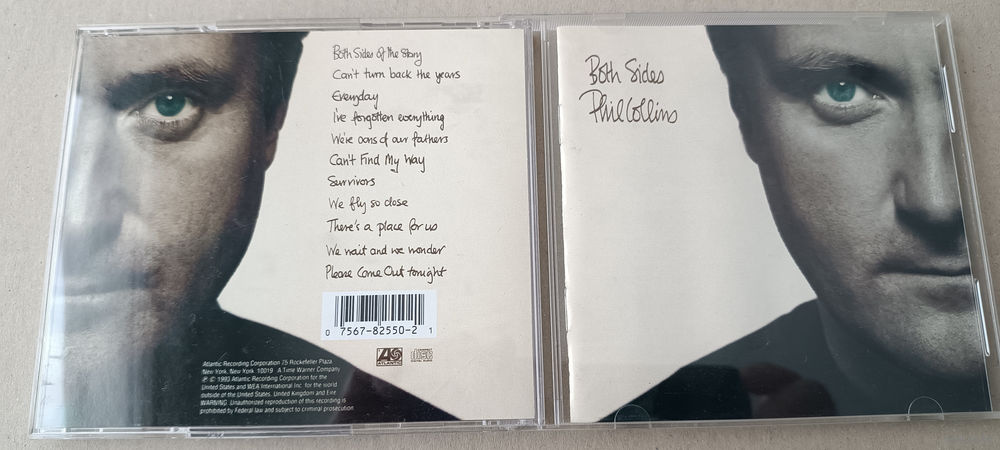 Both Sides of the Story
Can't turn back the years
Everyday
I've forgotten everything
We're sons of our fathers
Can't Find My Way
Survivors
We fly so close
There's a place for us
We wait and we wonder
Please Come Out tonight
0 7567-82550-2 1
ATLANTIC
COMPACT
disc
DIGITAL AUDIO
Atlantic Recording Corporation 75 Rockefeller Plaza
New York, New York 10019 A Time Warner Company
℗ © 1993 Atlantic Recording Corporation for the
United States and WEA International Inc. for the world
outside of the United States, United Kingdom and Eire
WARNING: Unauthorized reproduction of this recording is
prohibited by Federal law and subject to criminal prosecution.
Both Sides
Phil Collins